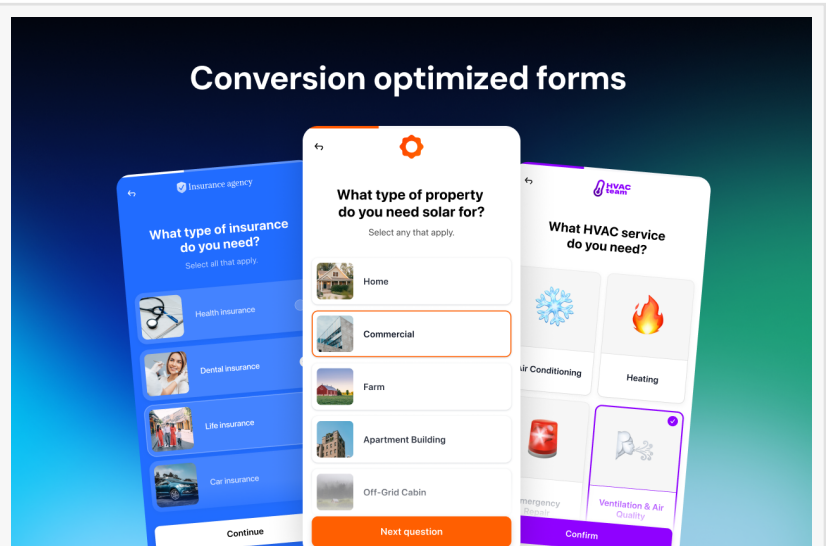 Conversion optimized forms
Insurance agency
What type of insurance
do you need?
Select all that apply.
Health insurance
Dental insurance
Life insurance
Car insurance
Continue
What type of property
do you need solar for?
Select any that apply.
Home
Commercial
Farm
Apartment Building
Off-Grid Cabin
Next question
HVAC
team
What HVAC service
do you need?
Air Conditioning
Heating
Emergency
Repair
Ventilation & Air
Quality
Confirm